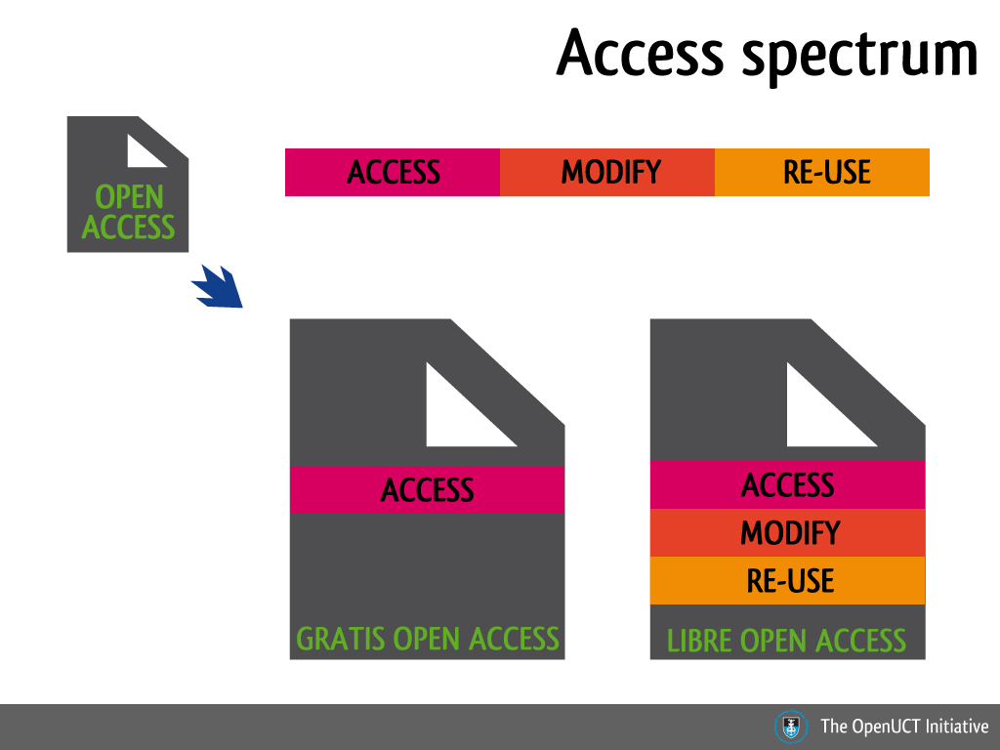 Access spectrum
OPEN
ACCESS
ACCESS
MODIFY
RE-USE
ACCESS
GRATIS OPEN ACCESS
ACCESS
MODIFY
RE-USE
LIBRE OPEN ACCESS
The OpenUCT Initiative